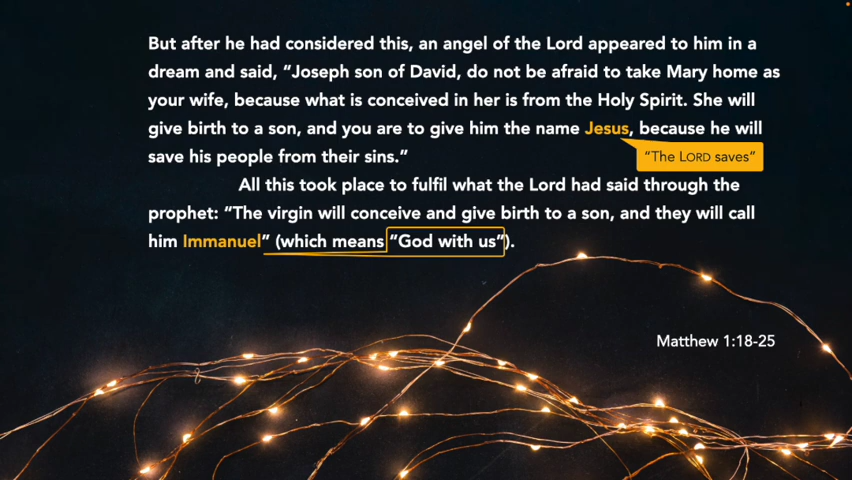 But after he had considered this, an angel of the Lord appeared to him in a
dream and said, “Joseph son of David, do not be afraid to take Mary home as
your wife, because what is conceived in her is from the Holy Spirit. She will
give birth to a son, and you are to give him the name Jesus, because he will
save his people from their sins.”
“The LORD saves”
All this took place to fulfil what the Lord had said through the
prophet: “The virgin will conceive and give birth to a son, and they will call
him Immanuel” (which means “God with us”).
Matthew 1:18-25